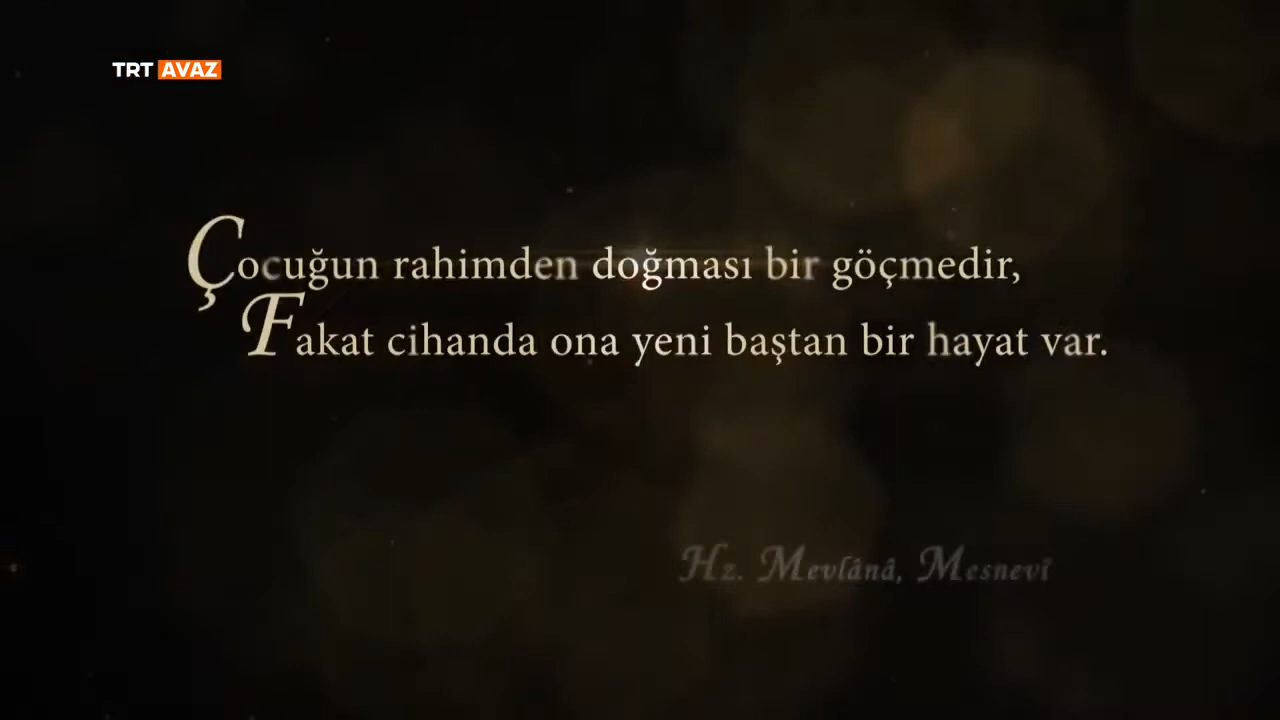 TRT AVAZ
Çocuğun rahimden doğması bir göçmedir,
Fakat cihanda ona yeni baştan bir hayat var.
Hz. Mevlânâ, Mesnevî